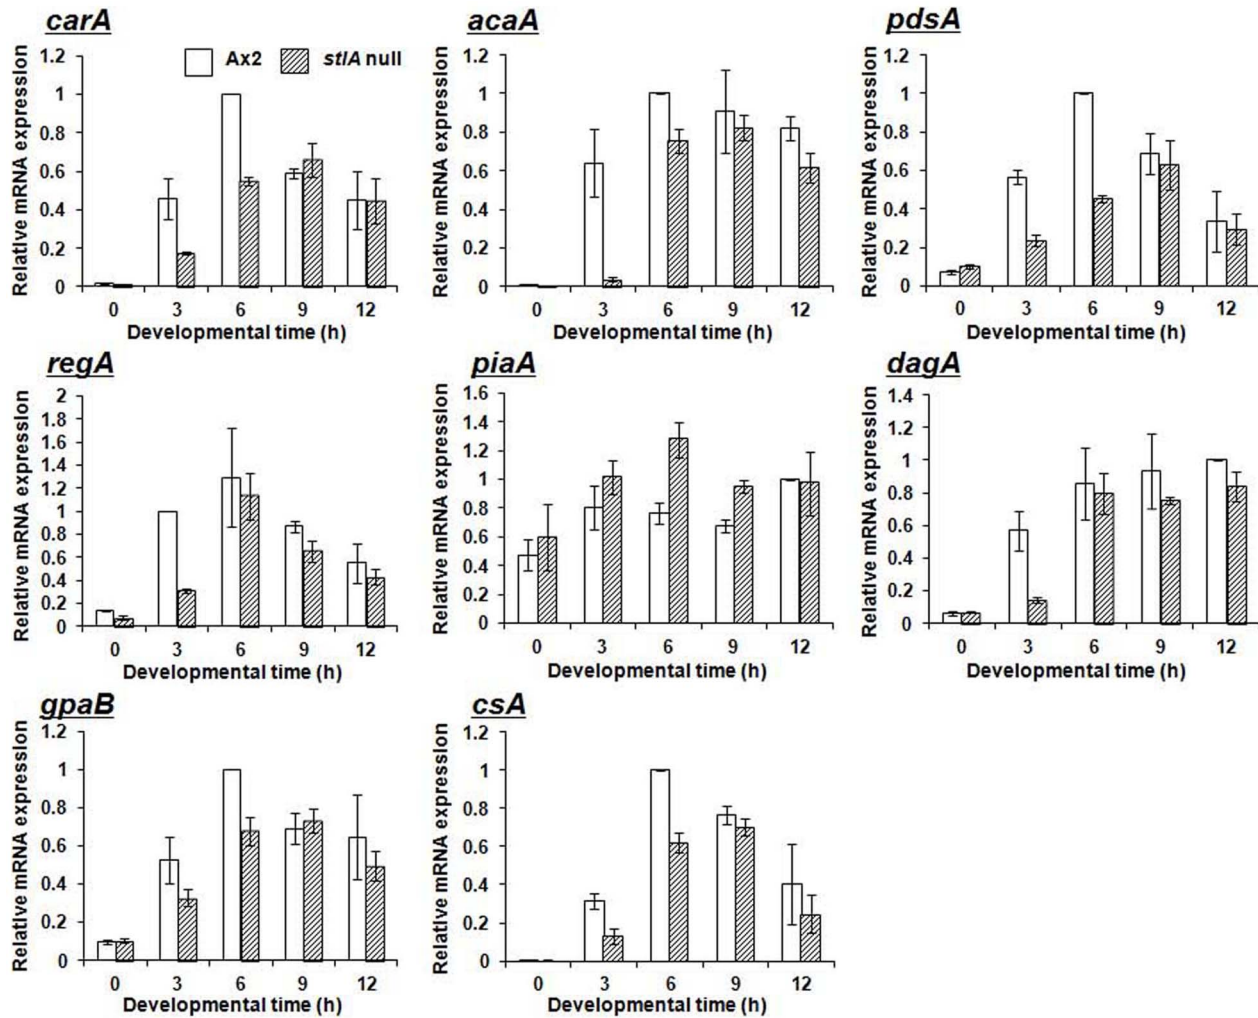 carA
Ax2
stlA null
Relative mRNA expression
1.2
1
0.8
0.6
0.4
0.2
0
0 3 6 9 12
Developmental time (h)
acaA
Relative mRNA expression
1.2
1
0.8
0.6
0.4
0.2
0
0 3 6 9 12
Developmental time (h)
pdsA
Relative mRNA expression
1.2
1
0.8
0.6
0.4
0.2
0
0 3 6 9 12
Developmental time (h)
regA
Relative mRNA expression
2
1.8
1.6
1.4
1.2
1
0.8
0.6
0.4
0.2
0
0 3 6 9 12
Developmental time (h)
piaA
Relative mRNA expression
1.6
1.4
1.2
1
0.8
0.6
0.4
0.2
0
0 3 6 9 12
Developmental time (h)
dagA
Relative mRNA expression
1.4
1.2
1
0.8
0.6
0.4
0.2
0
0 3 6 9 12
Developmental time (h)
gpaB
Relative mRNA expression
1.2
1
0.8
0.6
0.4
0.2
0
0 3 6 9 12
Developmental time (h)
csA
Relative mRNA expression
1.2
1
0.8
0.6
0.4
0.2
0
0 3 6 9 12
Developmental time (h)